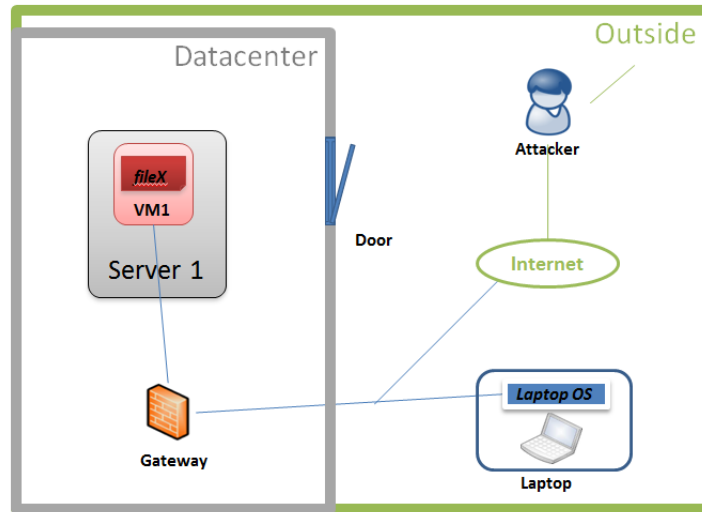 Outside
Datacenter
Attacker
fileX
VM1
Door
Server 1
Internet
Laptop OS
Gateway
Laptop